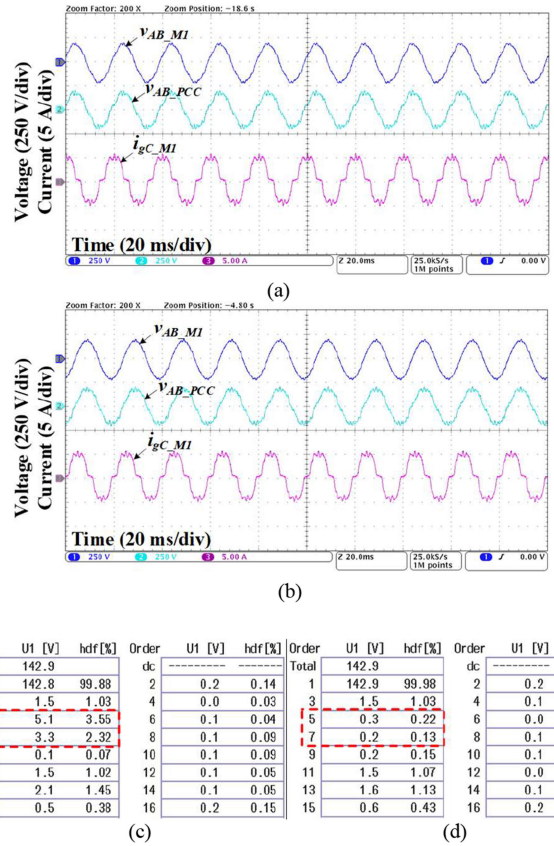 Zoom Factor: 200 X Zoom Position: -18.6 s
v_AB_M1
1
v_AB_PCC
2
i_gC_M1
Voltage (250 V/div)
Current (5 A/div)
Time (20 ms/div)
1 250 V 2 250 V 3 5.00 A Z 20.0ms 25.0kS/s 1M points 1 0.00 V
(a)
Zoom Factor: 200 X Zoom Position: -4.80 s
v_AB_M1
v_AB_PCC
2
i_gC_M1
Voltage (250 V/div)
Current (5 A/div)
Time (20 ms/div)
1 250 V 2 250 V 3 5.00 A Z 20.0ms 25.0kS/s 1M points 1 0.00 V
(b)
U1 [V] hdf[%] Order U1 [V] hdf[%] Order U1 [V] hdf[%] Order U1 [V]
142.9 dc -------- ------- Total 142.9 dc --------
142.8 99.88 2 0.2 0.14 1 142.9 99.98 2 0.2
1.5 1.03 4 0.0 0.03 3 1.5 1.03 4 0.1
5.1 3.55 6 0.1 0.04 5 0.3 0.22 6 0.0
3.3 2.32 8 0.1 0.09 7 0.2 0.13 8 0.1
0.1 0.07 10 0.1 0.09 9 0.2 0.15 10 0.1
1.5 1.02 12 0.1 0.05 11 1.5 1.07 12 0.0
2.1 1.45 14 0.1 0.05 13 1.6 1.13 14 0.1
0.5 0.38 16 0.2 0.15 15 0.6 0.43 16 0.2
(c) (d)